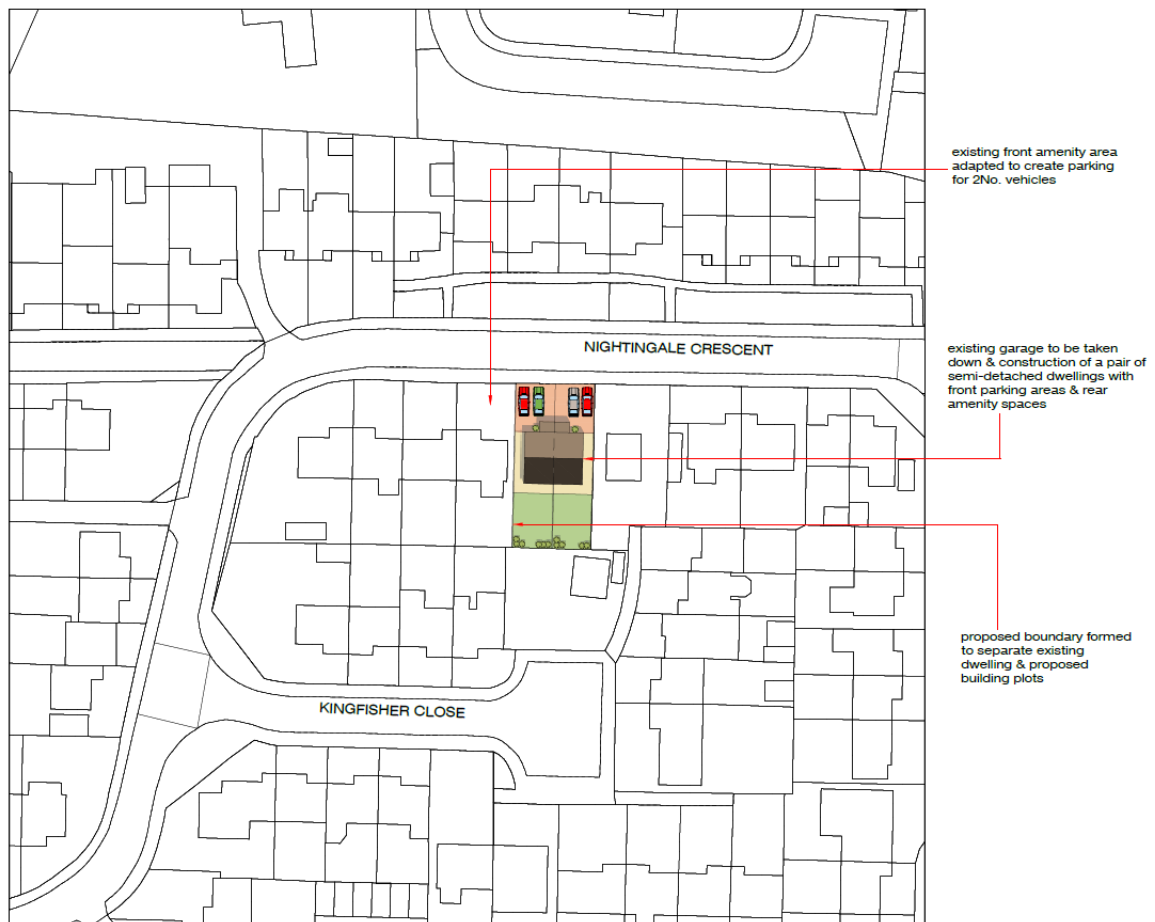 existing front amenity area
adapted to create parking
for 2No. vehicles
NIGHTINGALE CRESCENT
existing garage to be taken
down & construction of a pair of
semi-detached dwellings with
front parking areas & rear
amenity spaces
proposed boundary formed
to separate existing
dwelling & proposed
building plots
KINGFISHER CLOSE